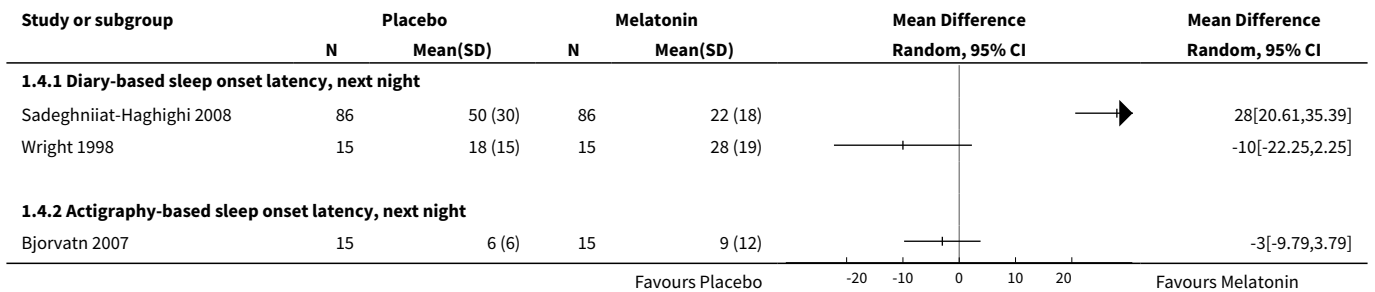 Study or subgroup Placebo Melatonin Mean Difference Mean Difference
N Mean(SD) N Mean(SD) Random, 95% CI Random, 95% CI
1.4.1 Diary-based sleep onset latency, next night
Sadeghniiat-Haghighi 2008 86 50 (30) 86 22 (18) 28[20.61,35.39]
Wright 1998 15 18 (15) 15 28 (19) -10[-22.25,2.25]
1.4.2 Actigraphy-based sleep onset latency, next night
Bjorvatn 2007 15 6 (6) 15 9 (12) -3[-9.79,3.79]
Favours Placebo -20 -10 0 10 20 Favours Melatonin